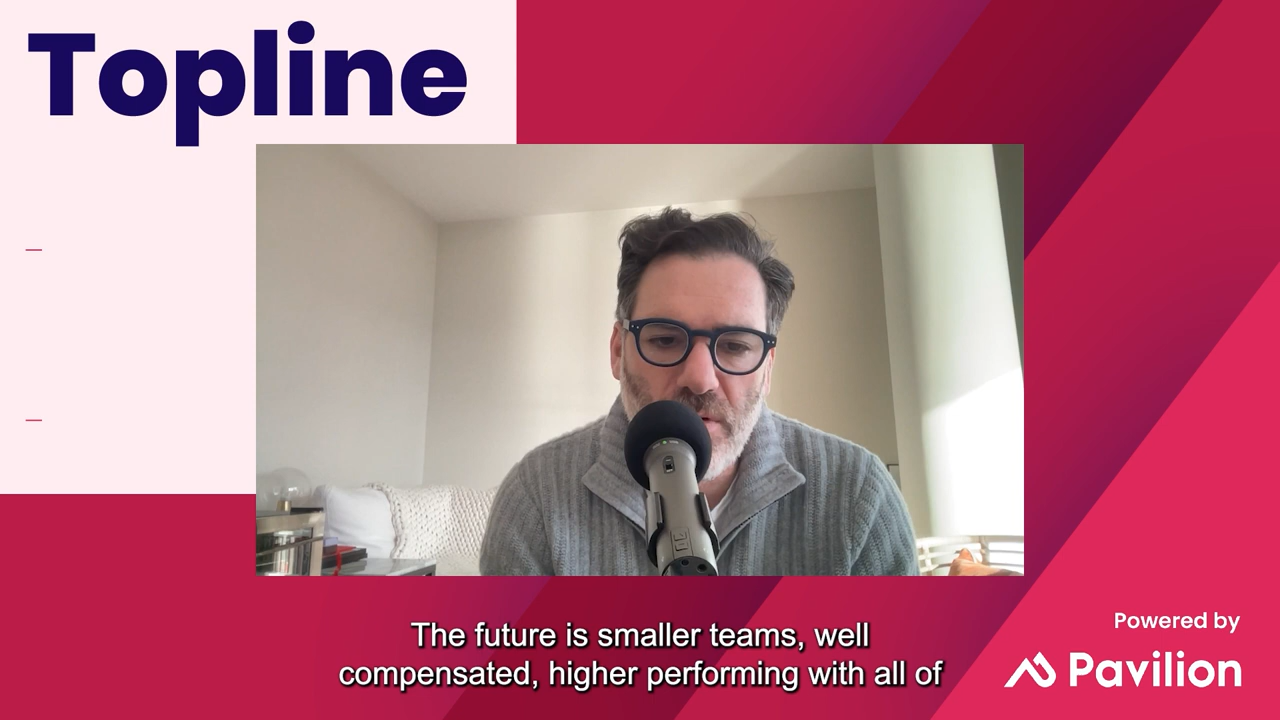 Topline
The future is smaller teams, well
compensated, higher performing with all of
Powered by
Pavilion